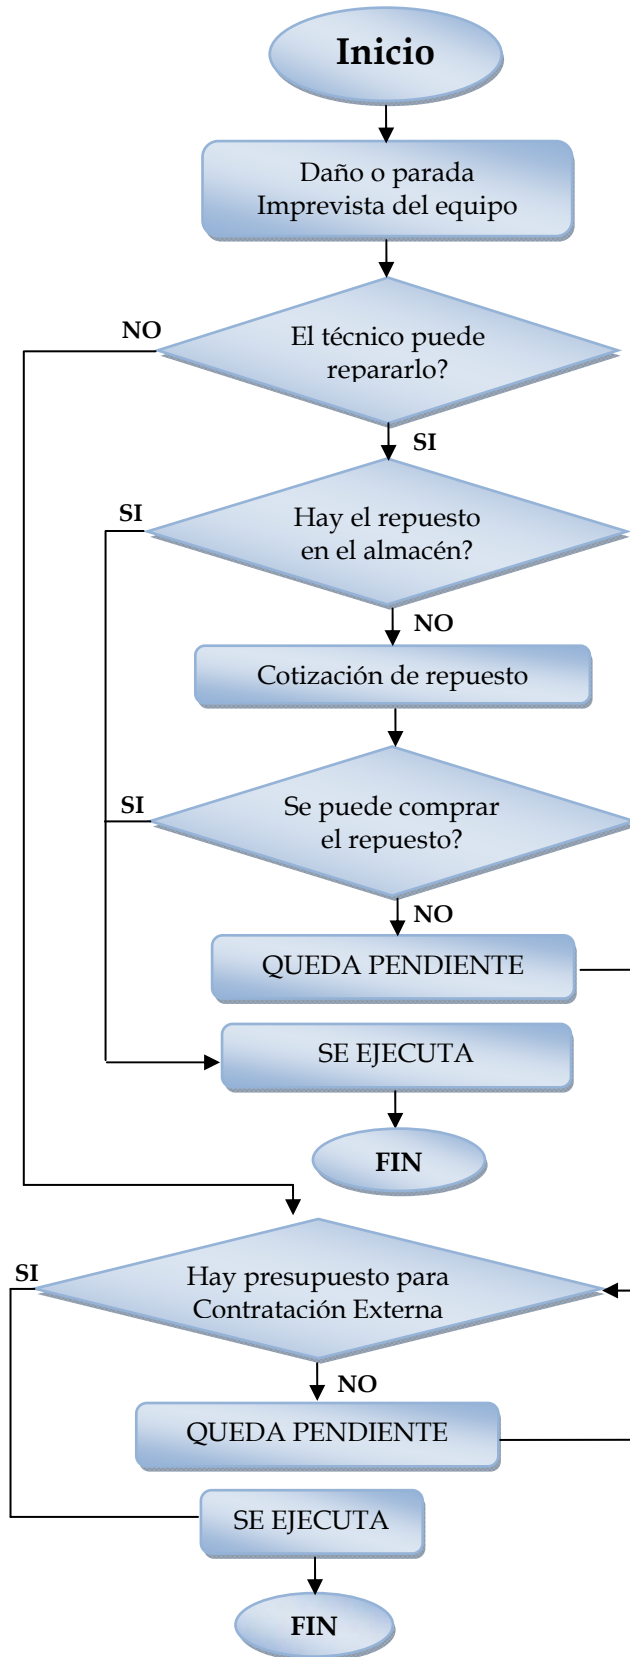 Inicio
Daño o parada
Imprevista del equipo
NO
El técnico puede
repararlo?
SI
SI
Hay el repuesto
en el almacén?
NO
Cotización de repuesto
SI
Se puede comprar
el repuesto?
NO
QUEDA PENDIENTE
SE EJECUTA
FIN
SI
Hay presupuesto para
Contratación Externa
NO
QUEDA PENDIENTE
SE EJECUTA
FIN